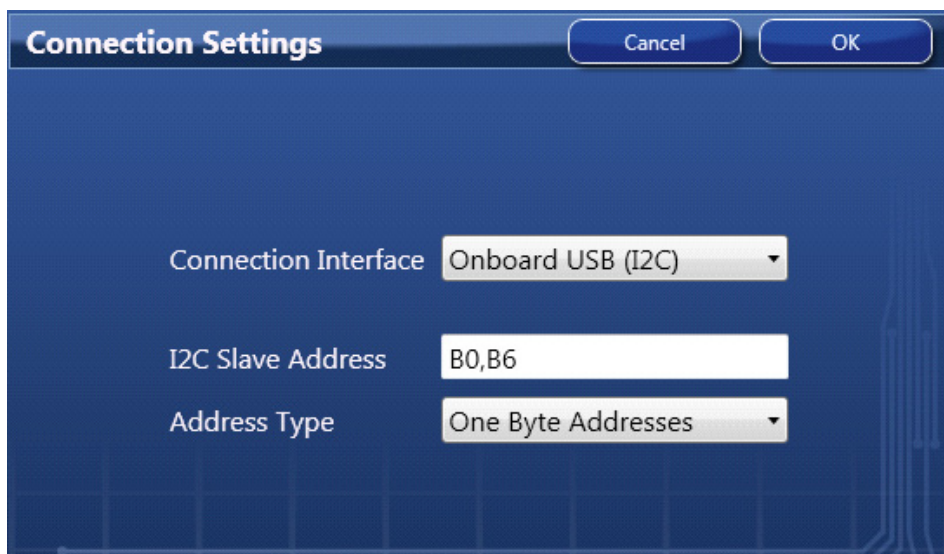 Connection Settings Cancel OK
Connection Interface Onboard USB (I2C)
I2C Slave Address B0,B6
Address Type One Byte Addresses